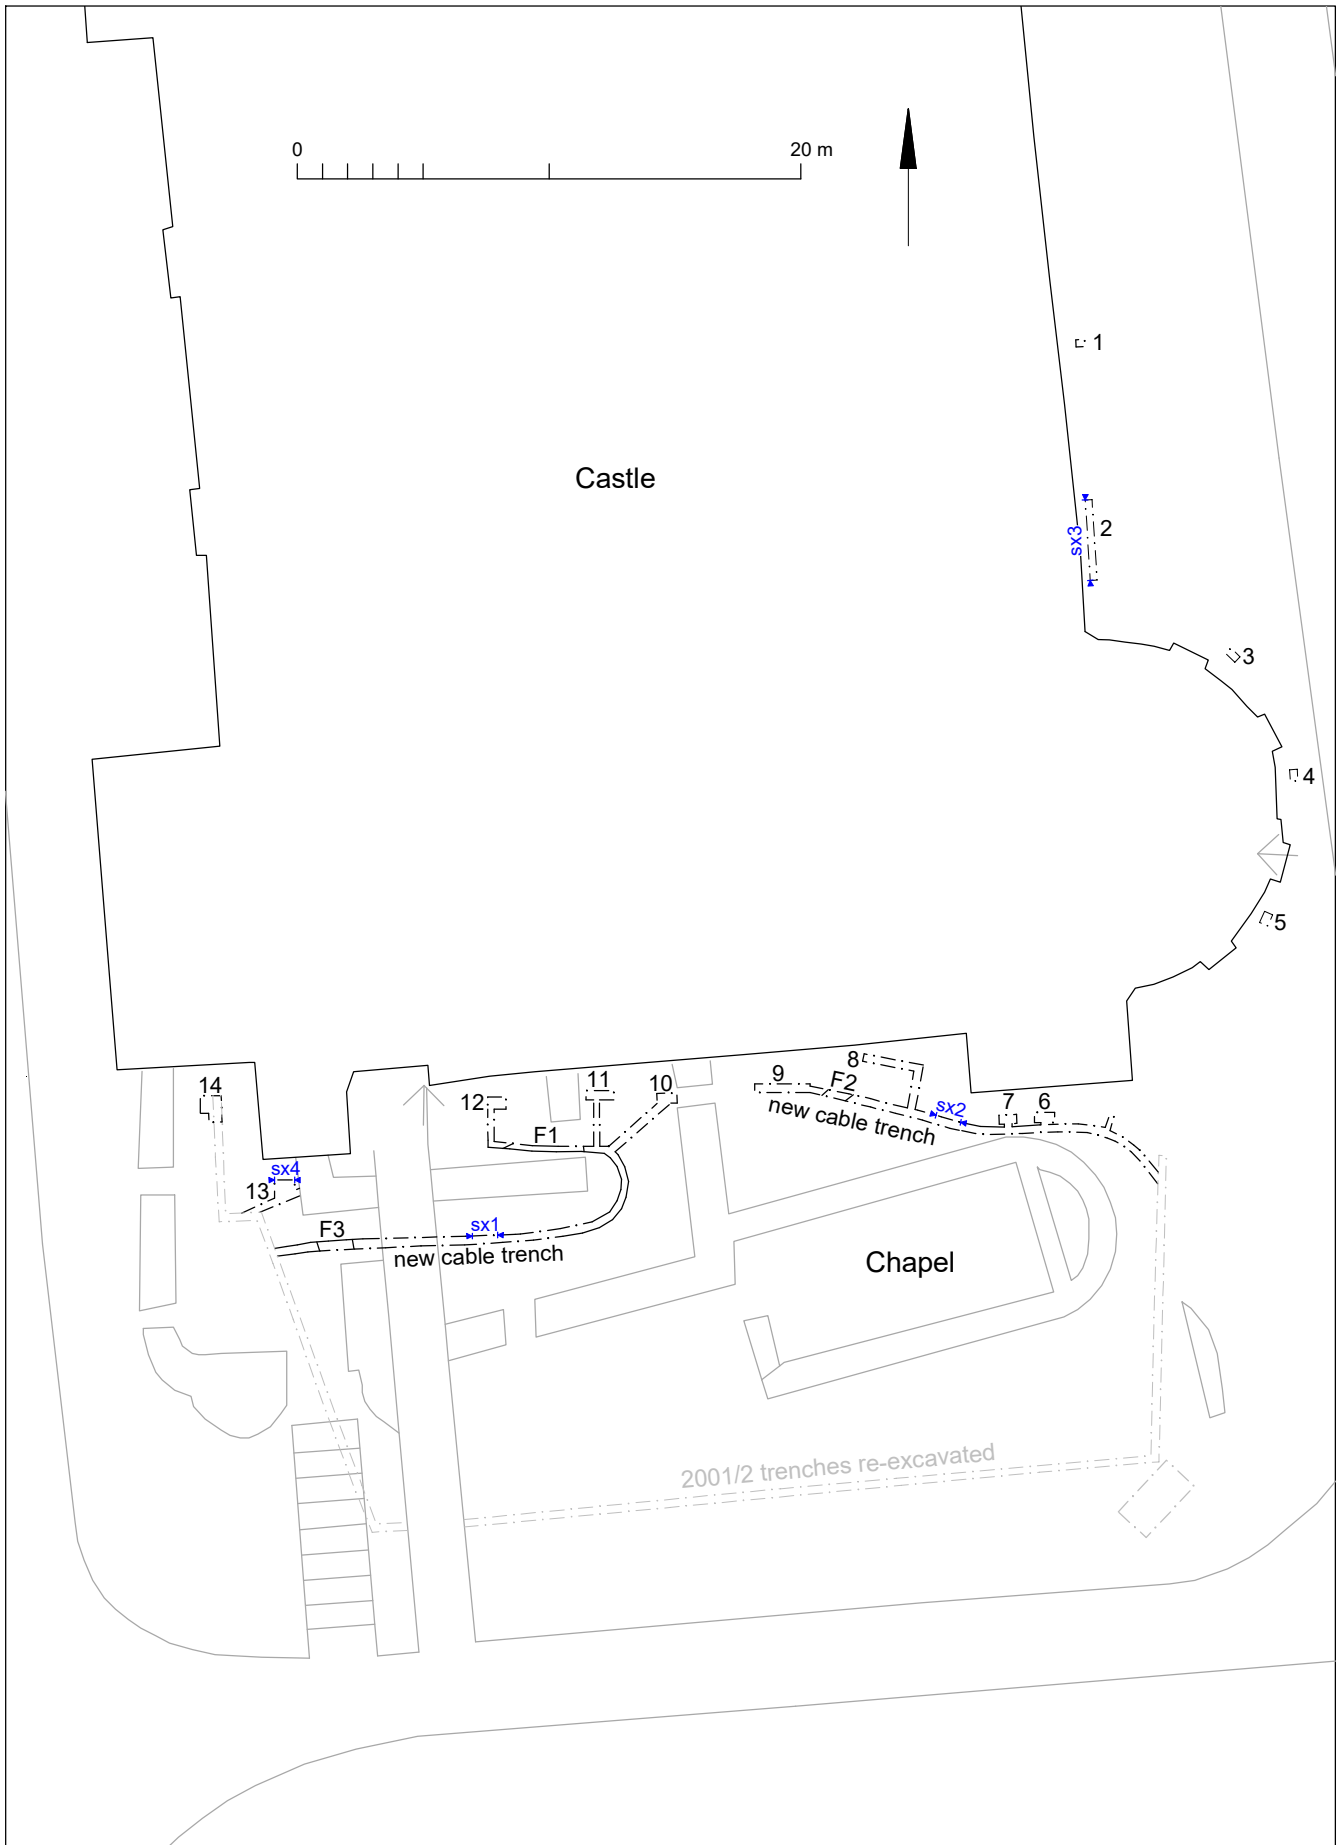 0
20 m
1
Castle
2
sx3
3
4
5
8
14
11
10
9
F2
12
7
6
sx2
new cable trench
F1
sx4
13
F3
sx1
new cable trench
Chapel
2001/2 trenches re-excavated